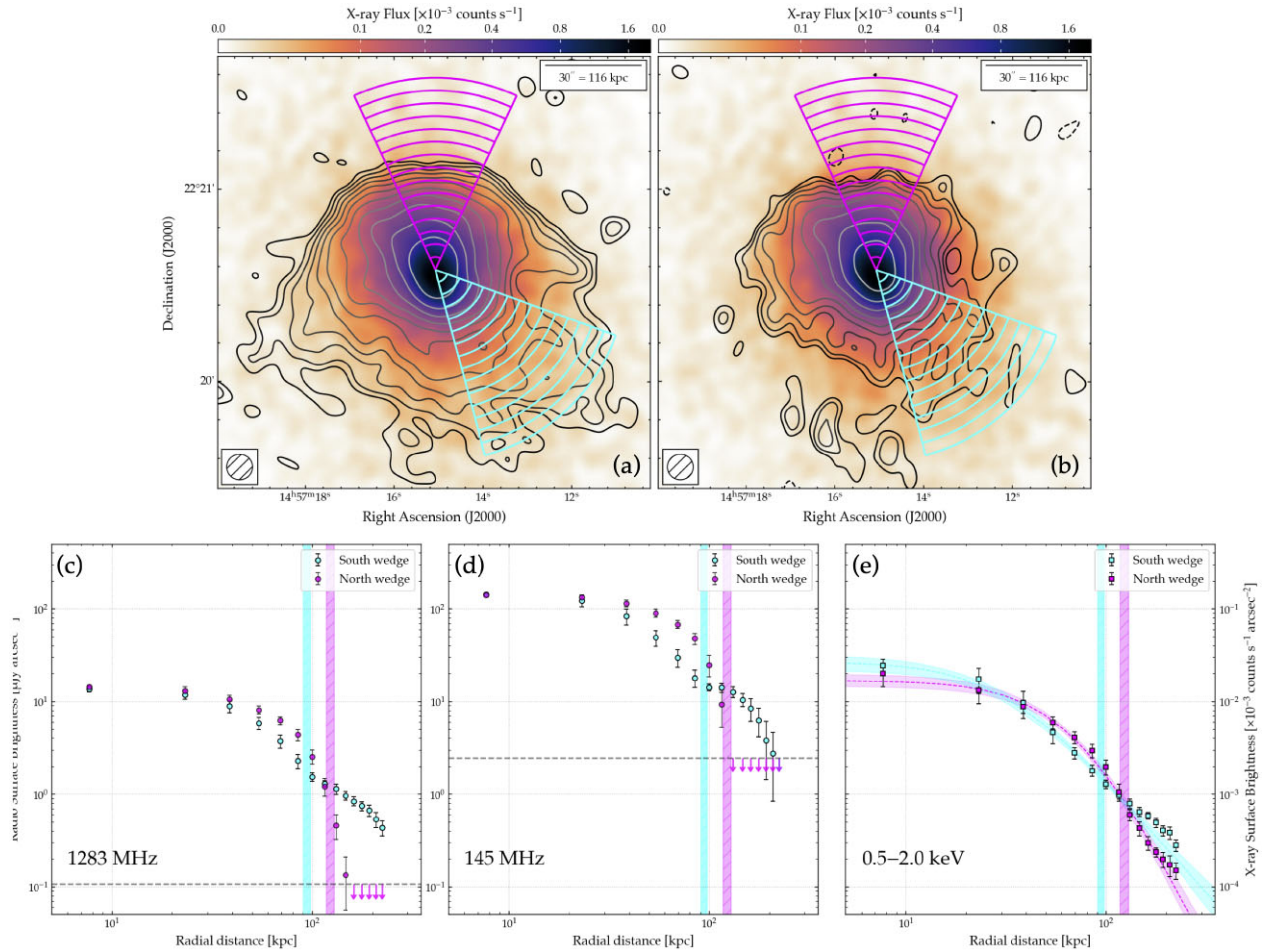 X-ray Flux [×10⁻³ counts s⁻¹]
X-ray Flux [×10⁻³ counts s⁻¹]
0.0 0.1 0.2 0.4 0.8 1.6
0.0 0.1 0.2 0.4 0.8 1.6
30″ = 116 kpc
30″ = 116 kpc
Declination (J2000)
22°21′
20′
(a)
(b)
14ʰ57ᵐ18ˢ 16ˢ 14ˢ 12ˢ
14ʰ57ᵐ18ˢ 16ˢ 14ˢ 12ˢ
Right Ascension (J2000)
Right Ascension (J2000)
(c)
South wedge
North wedge
10² 10¹ 10⁰ 10⁻¹
1283 MHz
10¹ 10²
Radial distance [kpc]
(d)
South wedge
North wedge
10² 10¹ 10⁰ 10⁻¹
145 MHz
10¹ 10²
Radial distance [kpc]
(e)
South wedge
North wedge
10⁻¹ 10⁻² 10⁻³ 10⁻⁴
X-ray Surface Brightness [×10⁻³ counts s⁻¹ arcsec⁻²]
0.5–2.0 keV
10¹ 10²
Radial distance [kpc]